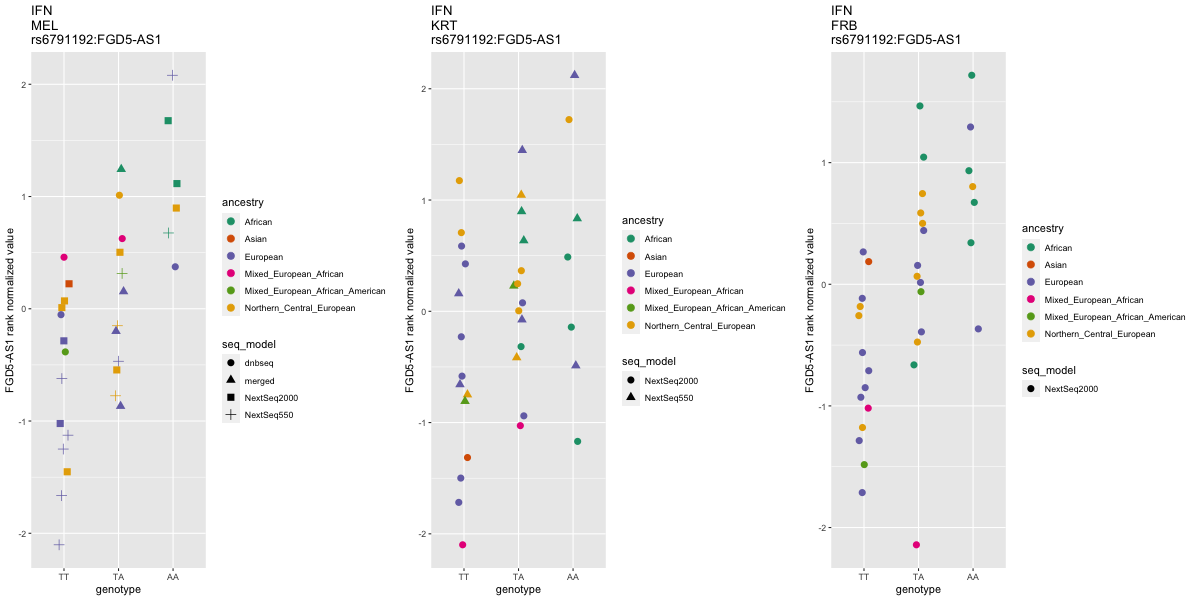 IFN
MEL
rs6791192:FGD5-AS1
FGD5-AS1 rank normalized value
2
1
0
-1
-2
TT
TA
AA
genotype
ancestry
African
Asian
European
Mixed_European_African
Mixed_European_African_American
Northern_Central_European
seq_model
dnbseq
merged
NextSeq2000
NextSeq550
IFN
KRT
rs6791192:FGD5-AS1
FGD5-AS1 rank normalized value
2
1
0
-1
-2
TT
TA
AA
genotype
ancestry
African
Asian
European
Mixed_European_African
Mixed_European_African_American
Northern_Central_European
seq_model
NextSeq2000
NextSeq550
IFN
FRB
rs6791192:FGD5-AS1
FGD5-AS1 rank normalized value
1
0
-1
-2
TT
TA
AA
genotype
ancestry
African
Asian
European
Mixed_European_African
Mixed_European_African_American
Northern_Central_European
seq_model
NextSeq2000